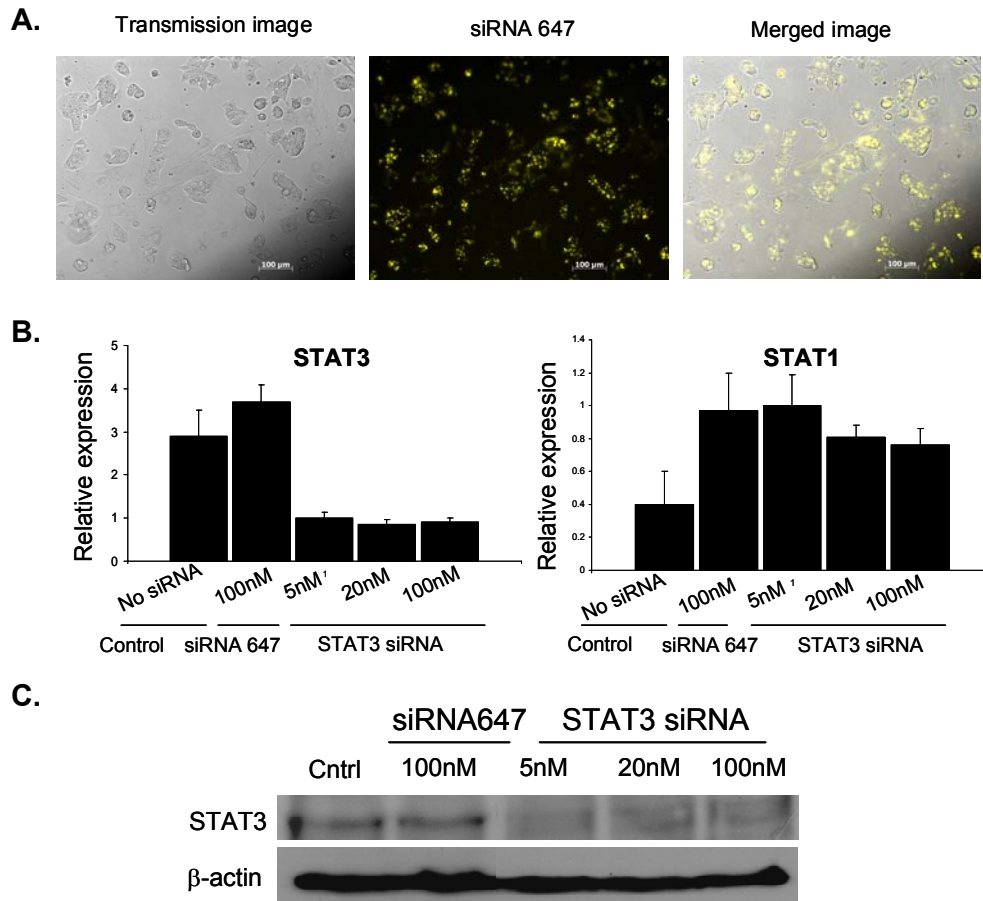 A.
Transmission image
siRNA 647
Merged image
100 µm
100 µm
100 µm
B.
STAT3
Relative expression
5
4
3
2
1
0
No siRNA
100nM
5nM ¹
20nM
100nM
Control
siRNA 647
STAT3 siRNA
STAT1
Relative expression
1.4
1.2
1
0.8
0.6
0.4
0.2
0
No siRNA
100nM
5nM ¹
20nM
100nM
Control
siRNA 647
STAT3 siRNA
C.
siRNA647 STAT3 siRNA
Cntrl 100nM 5nM 20nM 100nM
STAT3
β-actin